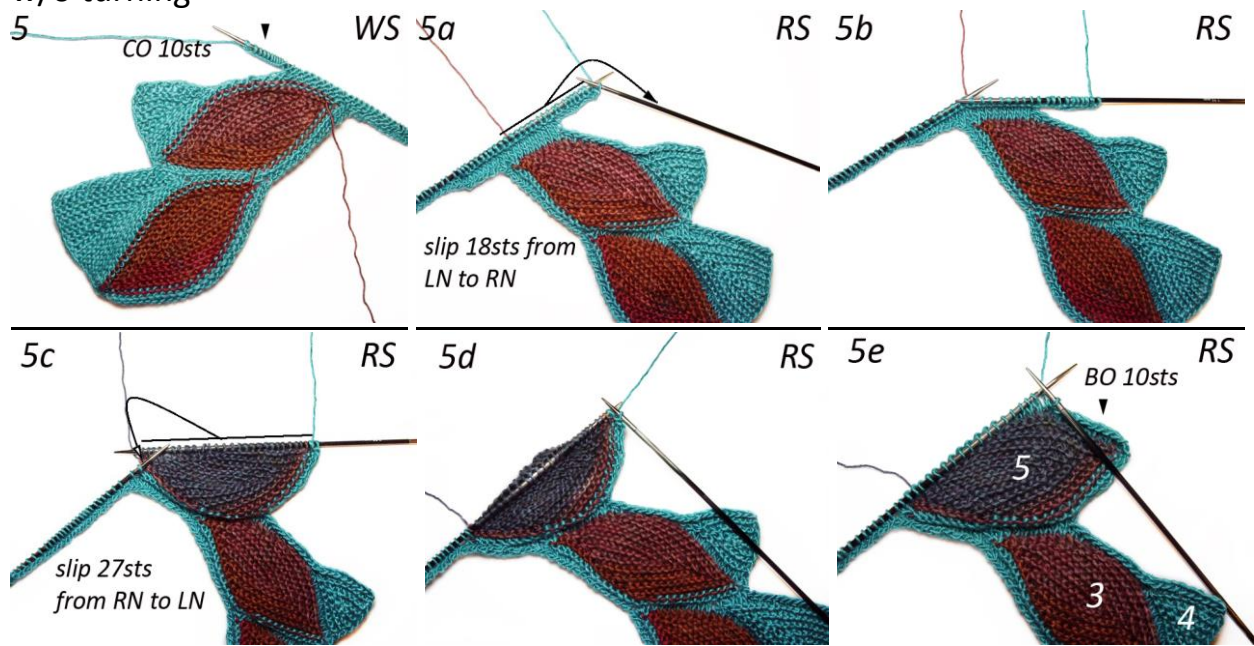 w/o turning
5 CO 10sts WS
5a RS
slip 18sts from
LN to RN
5b RS
5c RS
slip 27sts
from RN to LN
5d RS
5e RS
BO 10sts
5
3
4